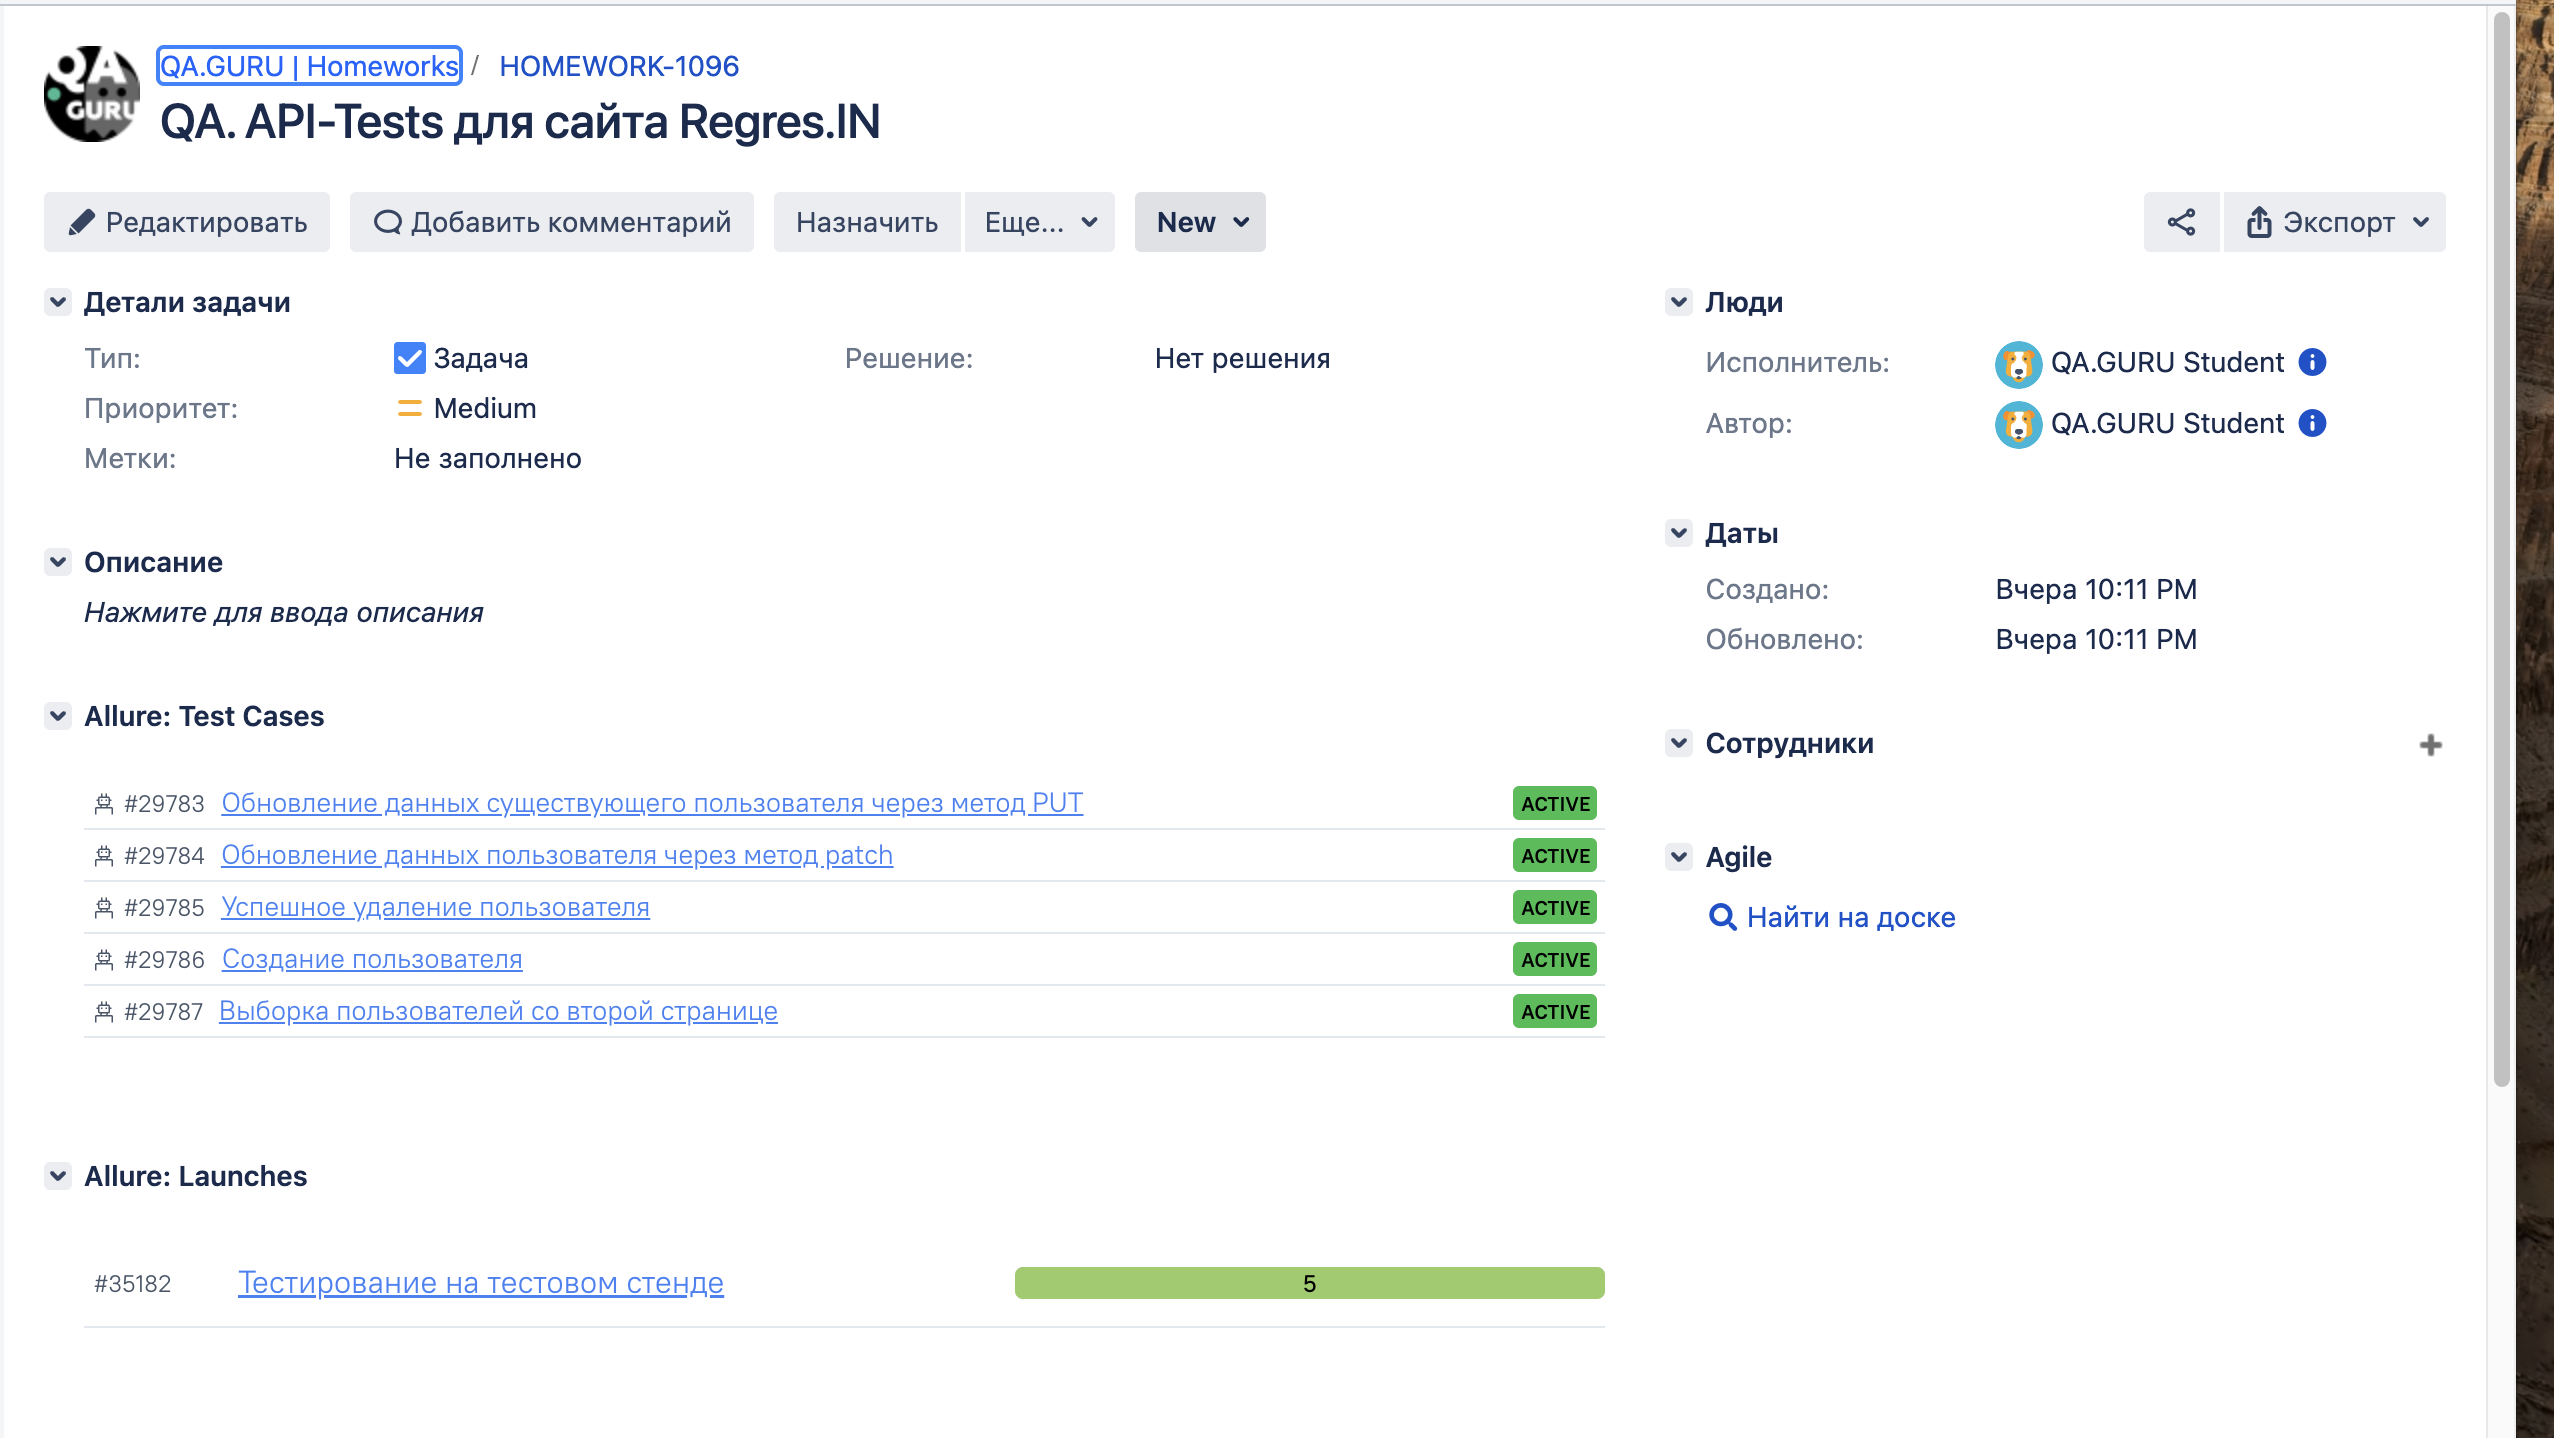 QA GURU
QA.GURU | Homeworks / HOMEWORK-1096
QA. API-Tests для сайта Regres.IN
Редактировать Добавить комментарий Назначить Еще... New Экспорт
Детали задачи
Тип: Задача Решение: Нет решения
Приоритет: Medium
Метки: Не заполнено
Описание
Нажмите для ввода описания
Allure: Test Cases
#29783 Обновление данных существующего пользователя через метод PUT ACTIVE
#29784 Обновление данных пользователя через метод patch ACTIVE
#29785 Успешное удаление пользователя ACTIVE
#29786 Создание пользователя ACTIVE
#29787 Выборка пользователей со второй странице ACTIVE
Allure: Launches
#35182 Тестирование на тестовом стенде 5
Люди
Исполнитель: QA.GURU Student
Автор: QA.GURU Student
Даты
Создано: Вчера 10:11 PM
Обновлено: Вчера 10:11 PM
Сотрудники
Agile
Найти на доске